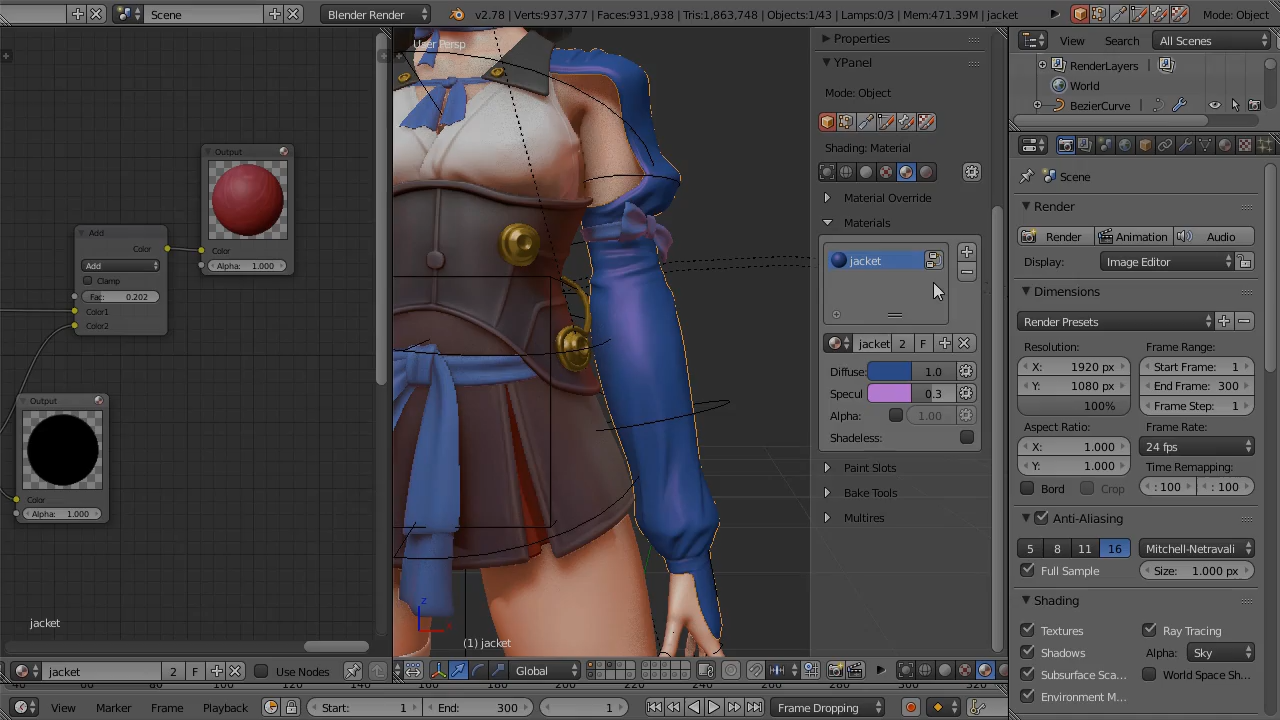 Scene
Blender Render
v2.78 | Verts:937,377 | Faces:931,938 | Tris:1,863,748 | Objects:1/43 | Lamps:0/3 | Mem:471.39M | jacket
Mode: Object
User Persp
Output
Color
Alpha: 1.000
Add
Color
Add
Clamp
Fac: 0.202
Color1
Color2
Output
Color
Alpha: 1.000
jacket
(1) jacket
z
Properties
YPanel
Mode: Object
Shading: Material
Material Override
Materials
jacket
jacket 2 F
Diffuse: 1.0
Specul 0.3
Alpha: 1.00
Shadeless:
Paint Slots
Bake Tools
Multires
View Search All Scenes
RenderLayers
World
BezierCurve
Scene
Render
Render Animation Audio
Display: Image Editor
Dimensions
Render Presets
Resolution: Frame Range:
X: 1920 px Start Frame: 1
Y: 1080 px End Frame: 300
100% Frame Step: 1
Aspect Ratio: Frame Rate:
X: 1.000 24 fps
Y: 1.000 Time Remapping:
Bord Crop : 100 : 100
Anti-Aliasing
5 8 11 16 Mitchell-Netravali
Full Sample Size: 1.000 px
Shading
Textures Ray Tracing
Shadows Alpha: Sky
Subsurface Sca... World Space Sh...
Environment M...
jacket 2 F Use Nodes
Global
View Marker Frame Playback Start: 1 End: 300 1 Frame Dropping